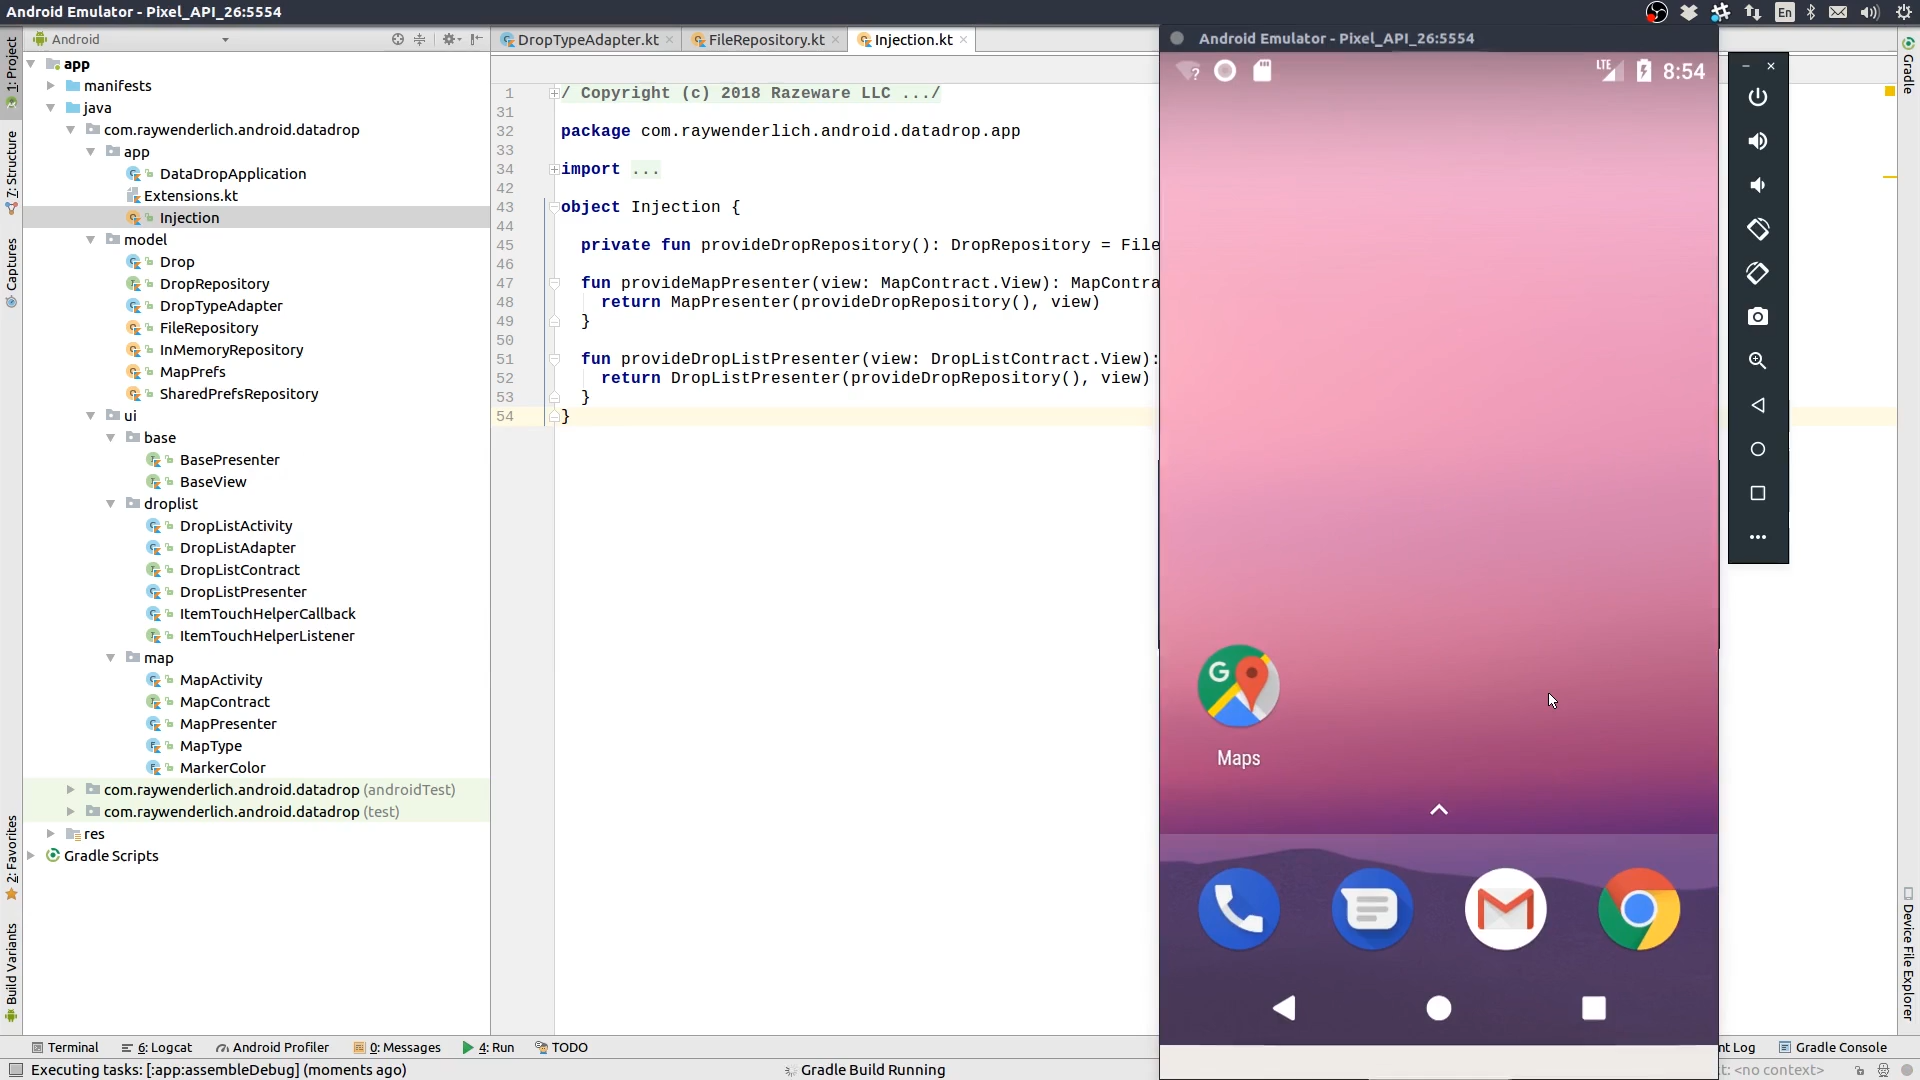 Android Emulator - Pixel_API_26:5554
En
Android
DropTypeAdapter.kt
FileRepository.kt
Injection.kt
Android Emulator - Pixel_API_26:5554
1: Project
7: Structure
Captures
2: Favorites
Build Variants
app
manifests
java
com.raywenderlich.android.datadrop
app
DataDropApplication
Extensions.kt
Injection
model
Drop
DropRepository
DropTypeAdapter
FileRepository
InMemoryRepository
MapPrefs
SharedPrefsRepository
ui
base
BasePresenter
BaseView
droplist
DropListActivity
DropListAdapter
DropListContract
DropListPresenter
ItemTouchHelperCallback
ItemTouchHelperListener
map
MapActivity
MapContract
MapPresenter
MapType
MarkerColor
com.raywenderlich.android.datadrop (androidTest)
com.raywenderlich.android.datadrop (test)
res
Gradle Scripts
1 / Copyright (c) 2018 Razeware LLC .../
31
32 package com.raywenderlich.android.datadrop.app
33
34 import ...
42
43 object Injection {
44
45 private fun provideDropRepository(): DropRepository = File
46
47 fun provideMapPresenter(view: MapContract.View): MapContra
48 return MapPresenter(provideDropRepository(), view)
49 }
50
51 fun provideDropListPresenter(view: DropListContract.View):
52 return DropListPresenter(provideDropRepository(), view)
53 }
54 }
LTE
8:54
Maps
Gradle
Device File Explorer
Terminal
6: Logcat
Android Profiler
0: Messages
4: Run
TODO
nt Log
Gradle Console
Executing tasks: [:app:assembleDebug] (moments ago)
Gradle Build Running
t: <no context>